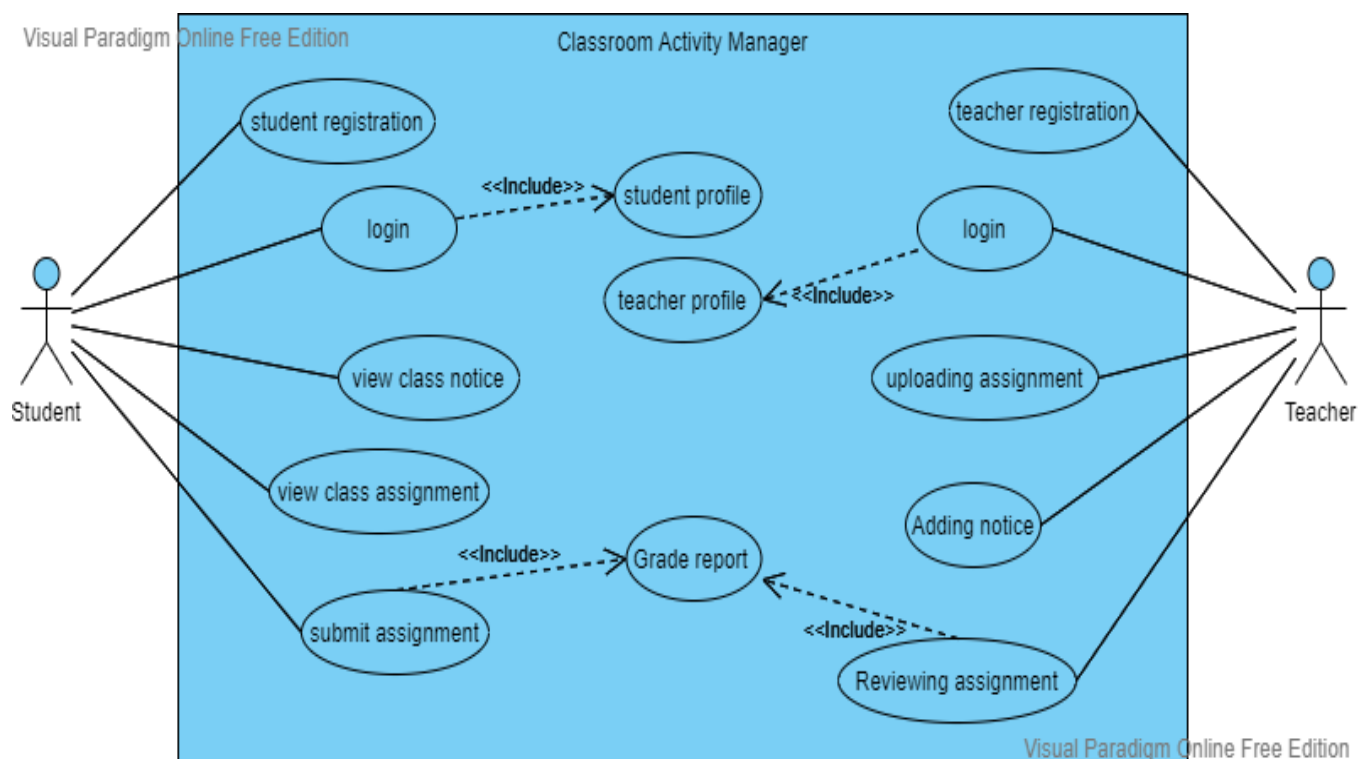 Visual Paradigm Online Free Edition
Classroom Activity Manager
student registration
teacher registration
<<Include>>
student profile
login
login
teacher profile
<<Include>>
view class notice
uploading assignment
Student
Teacher
view class assignment
Adding notice
<<Include>>
Grade report
submit assignment
<<Include>>
Reviewing assignment
Visual Paradigm Online Free Edition